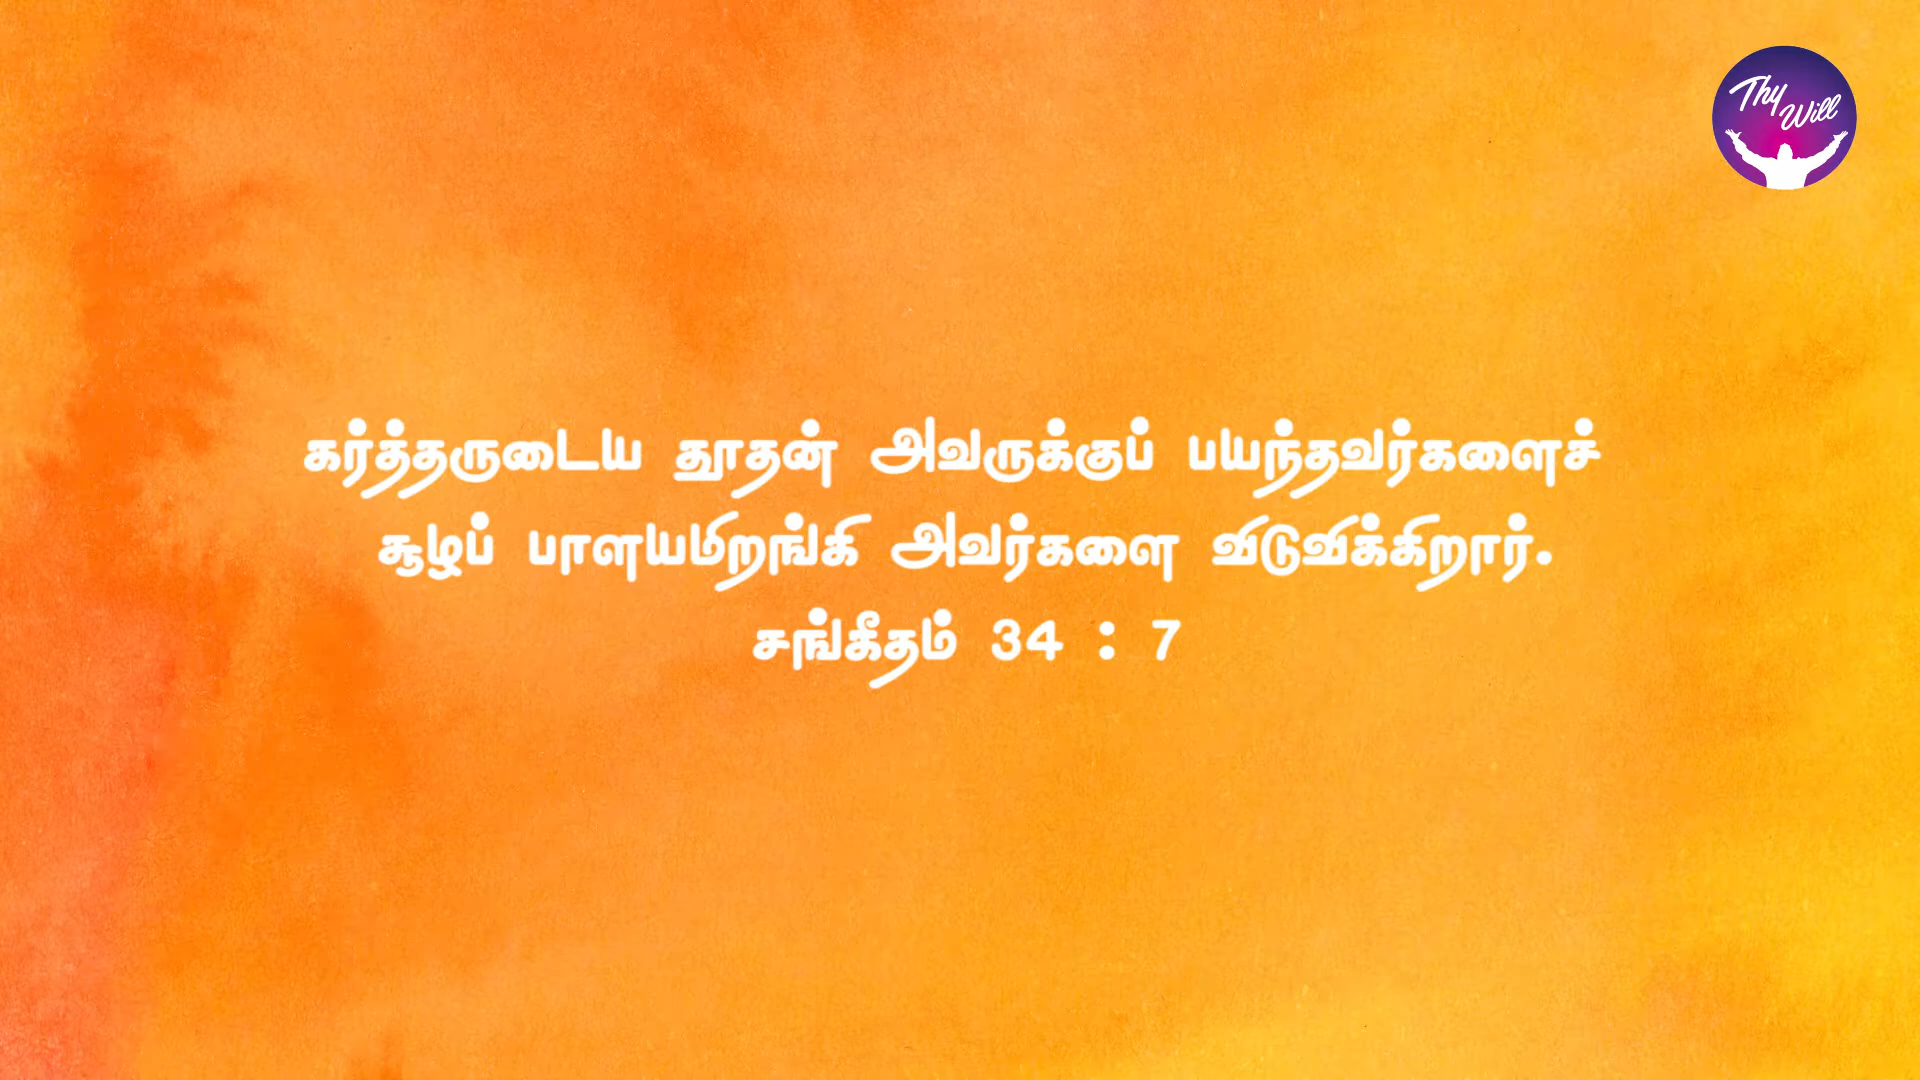 Thy Will
கர்த்தருடைய தூதன் அவருக்குப் பயந்தவர்களைச்
சூழப் பாளயமிறங்கி அவர்களை விடுவிக்கிறார்.
சங்கீதம் 34 : 7